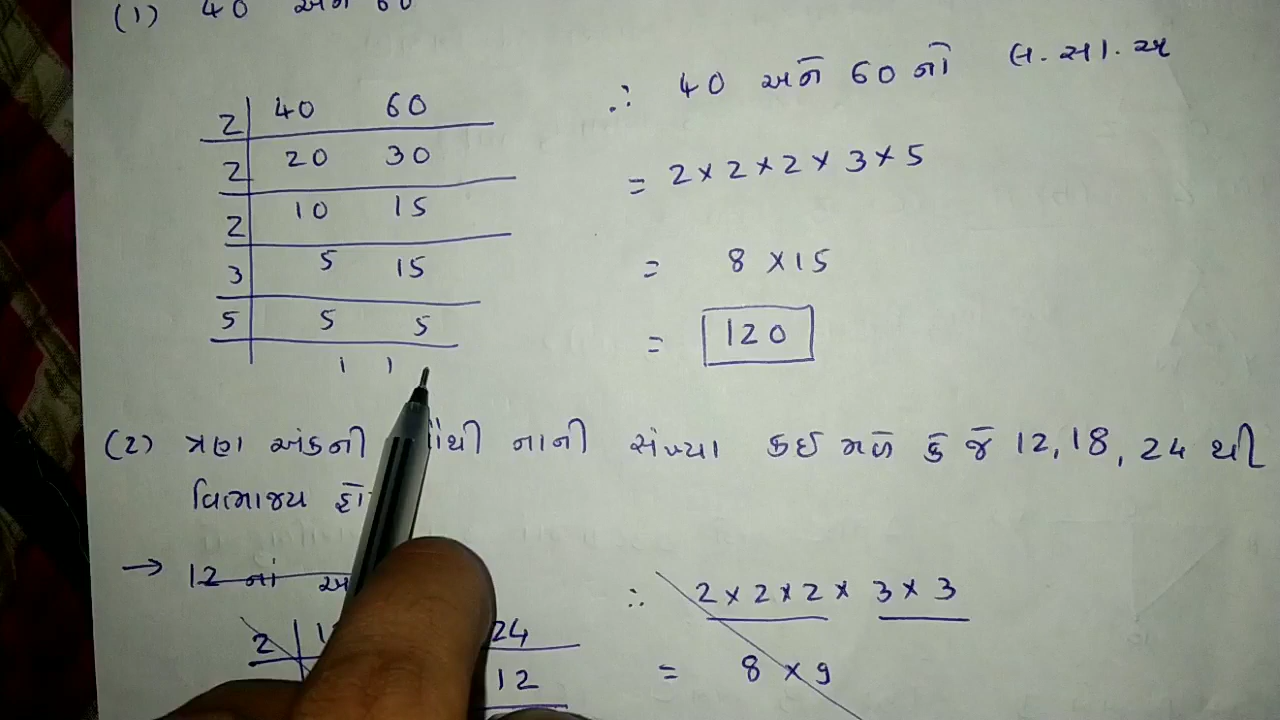 (1) 40 અને 60
2 | 40 60
2 | 20 30
2 | 10 15
3 | 5 15
5 | 5 5
1 1
∴ 40 અને 60 નો લ. સા. અ
= 2 × 2 × 2 × 3 × 5
= 8 × 15
= 120
(2) ત્રણ અંકની નાની સંખ્યા કઈ મળે કે જે 12, 18, 24 થી
વિભાજ્ય
→ 12 નાં
2 | 24
12
∴ 2 × 2 × 2 × 3 × 3
= 8 × 9